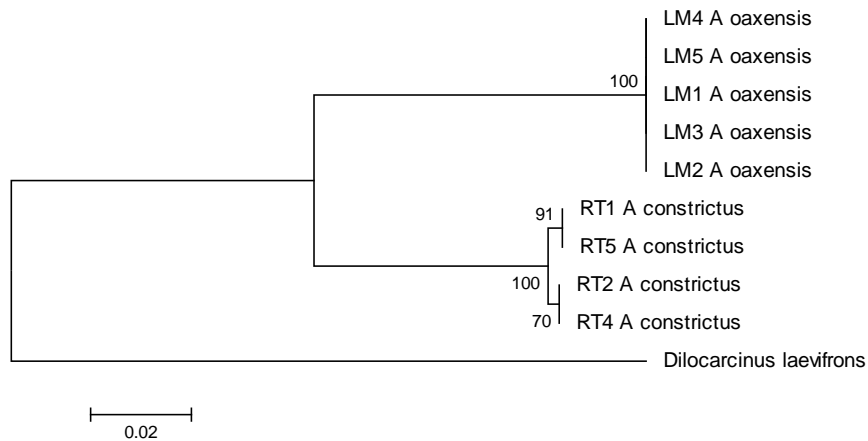 LM4 A oaxensis
LM5 A oaxensis
100
LM1 A oaxensis
LM3 A oaxensis
LM2 A oaxensis
91
RT1 A constrictus
RT5 A constrictus
100
RT2 A constrictus
70
RT4 A constrictus
Dilocarcinus laevifrons
0.02